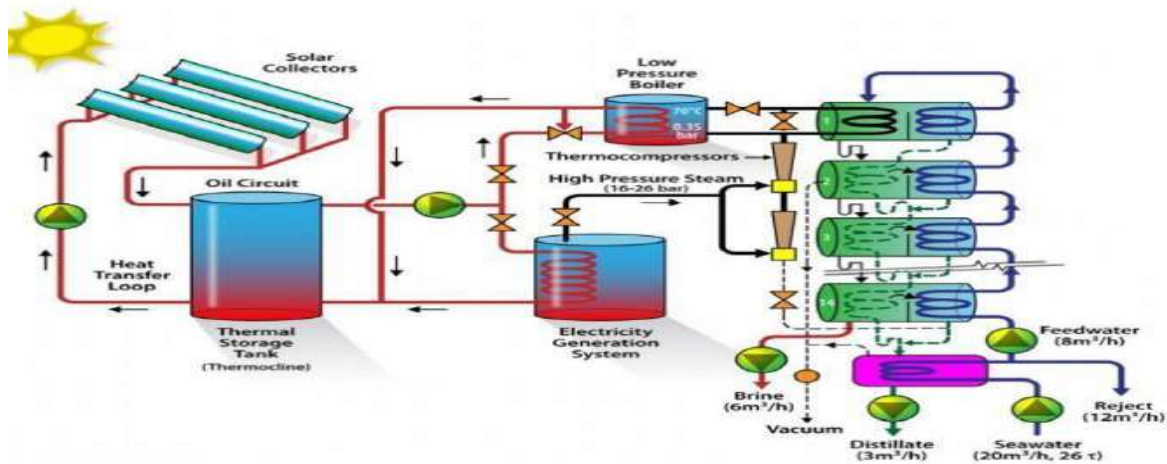 Solar
Collectors
Low
Pressure
Boiler
70°c
0.35
bar
1
Thermocompressors
High Pressure Steam
(16-26 bar)
Oil Circuit
2
3
Heat
Transfer
Loop
Thermal
Storage
Tank
(Thermocline)
Electricity
Generation
System
14
Feedwater
(8m³/h)
Brine
(6m³/h)
Vacuum
Distillate
(3m³/h)
Seawater
(20m³/h, 26 τ)
Reject
(12m³/h)